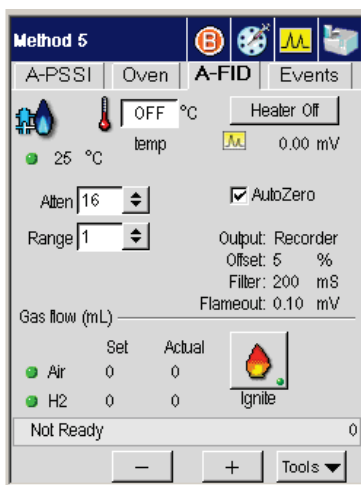 Method 5 B
A-PSSI Oven A-FID Events
OFF °C Heater Off
temp 0.00 mV
25 °C
Atten 16 AutoZero
Range 1 Output: Recorder
Offset: 5 %
Filter: 200 mS
Flameout: 0.10 mV
Gas flow (mL)
Set Actual
Air 0 0
H2 0 0 Ignite
Not Ready 0
− + Tools